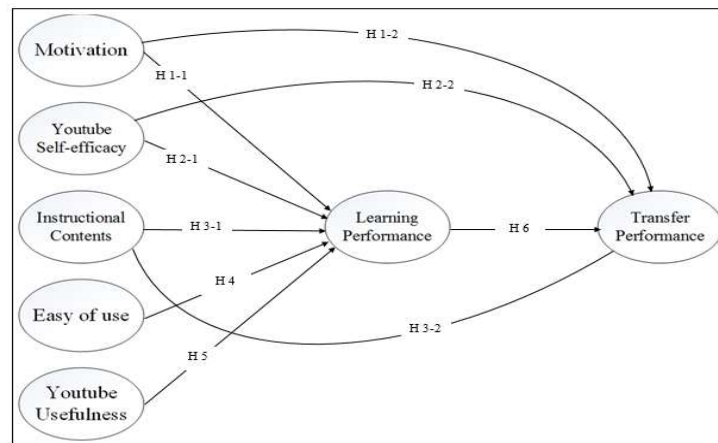 Motivation
H 1-2
H 1-1
Youtube
Self-efficacy
H 2-2
H 2-1
Instructional
Contents
H 3-1
Learning
Performance
H 6
Transfer
Performance
Easy of use
H 4
H 3-2
H 5
Youtube
Usefulness